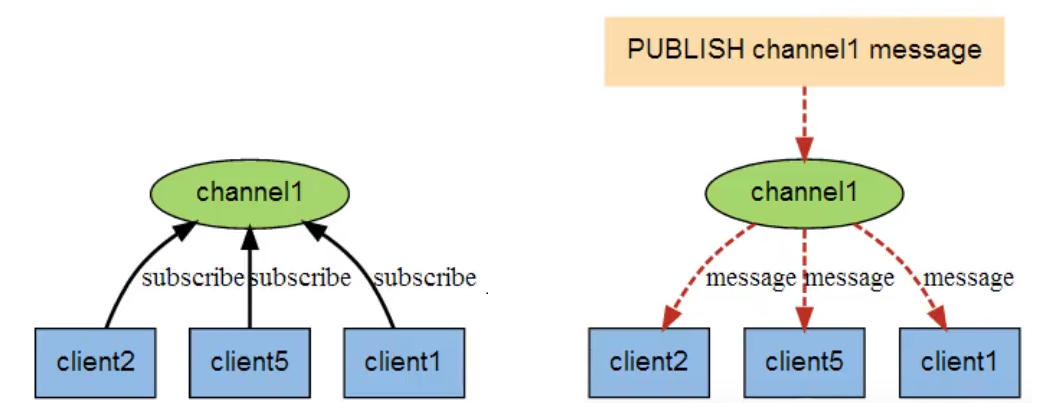 channel1
subscribe subscribe subscribe
client2 client5 client1
PUBLISH channel1 message
channel1
message message message
client2 client5 client1